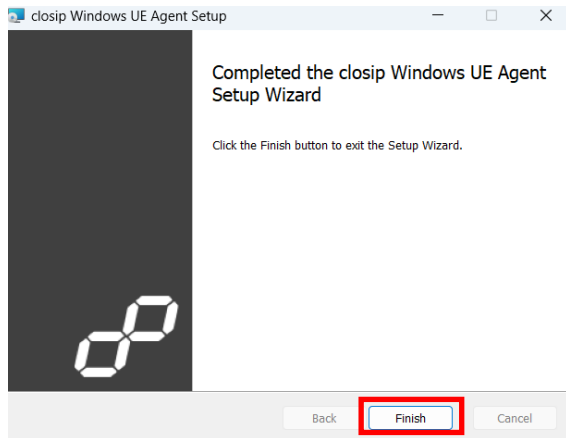 closip Windows UE Agent Setup
Completed the closip Windows UE Agent
Setup Wizard
Click the Finish button to exit the Setup Wizard.
Back
Finish
Cancel